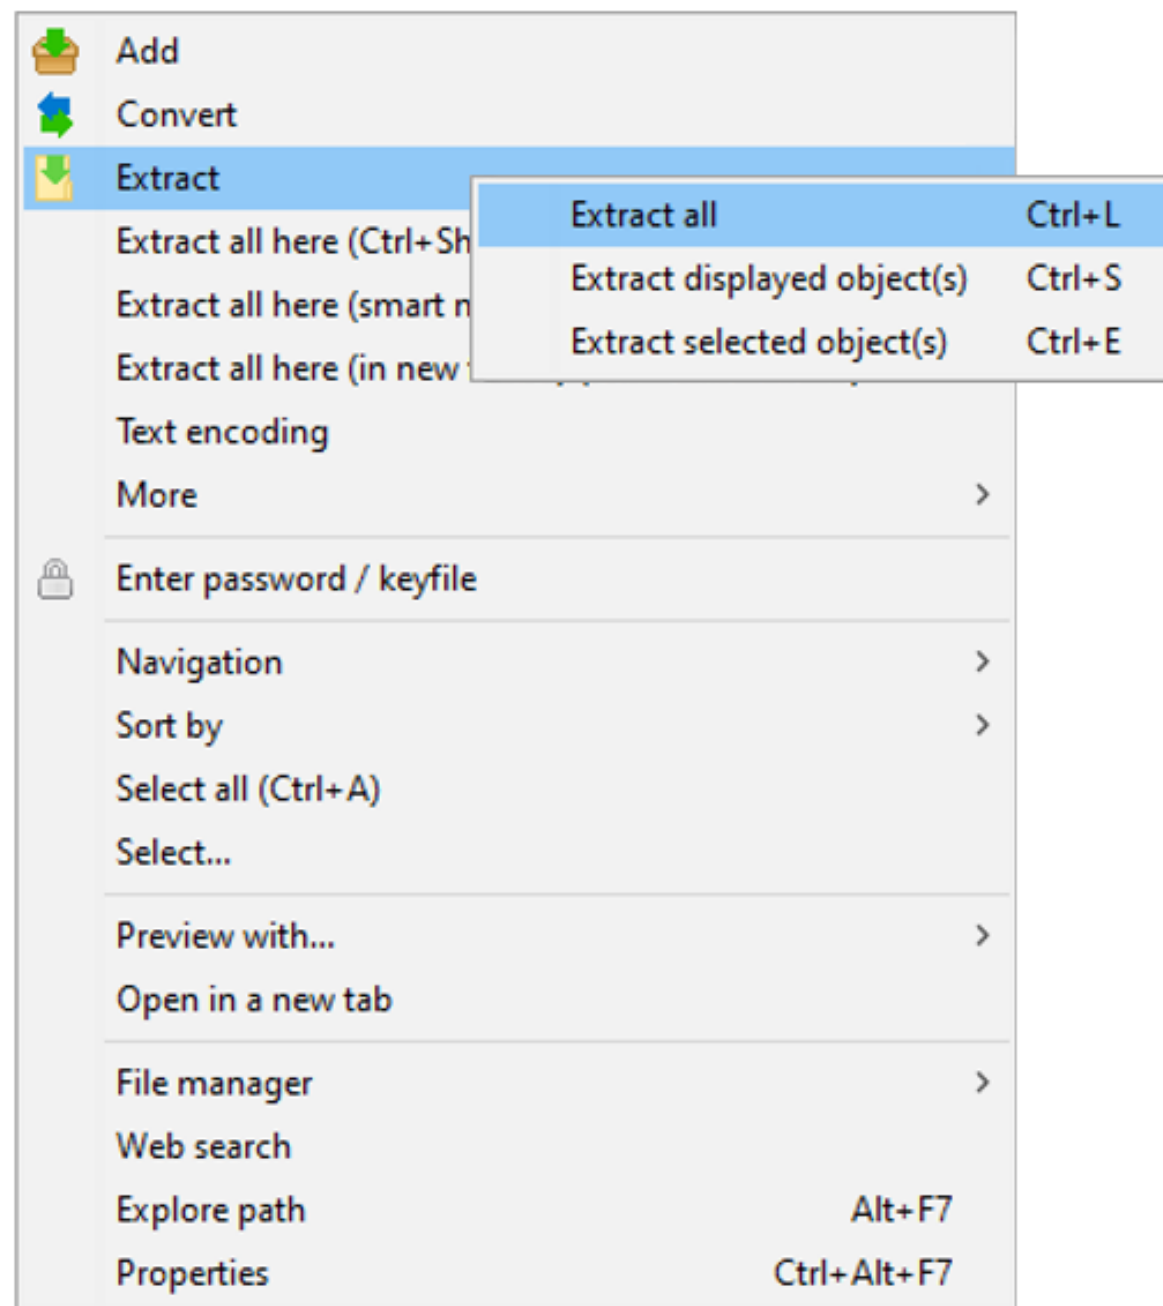 Add
Convert
Extract
Extract all Ctrl+L
Extract displayed object(s) Ctrl+S
Extract selected object(s) Ctrl+E
Extract all here (Ctrl+Sh
Extract all here (smart n
Extract all here (in new
Text encoding
More
Enter password / keyfile
Navigation
Sort by
Select all (Ctrl+A)
Select...
Preview with...
Open in a new tab
File manager
Web search
Explore path Alt+F7
Properties Ctrl+Alt+F7